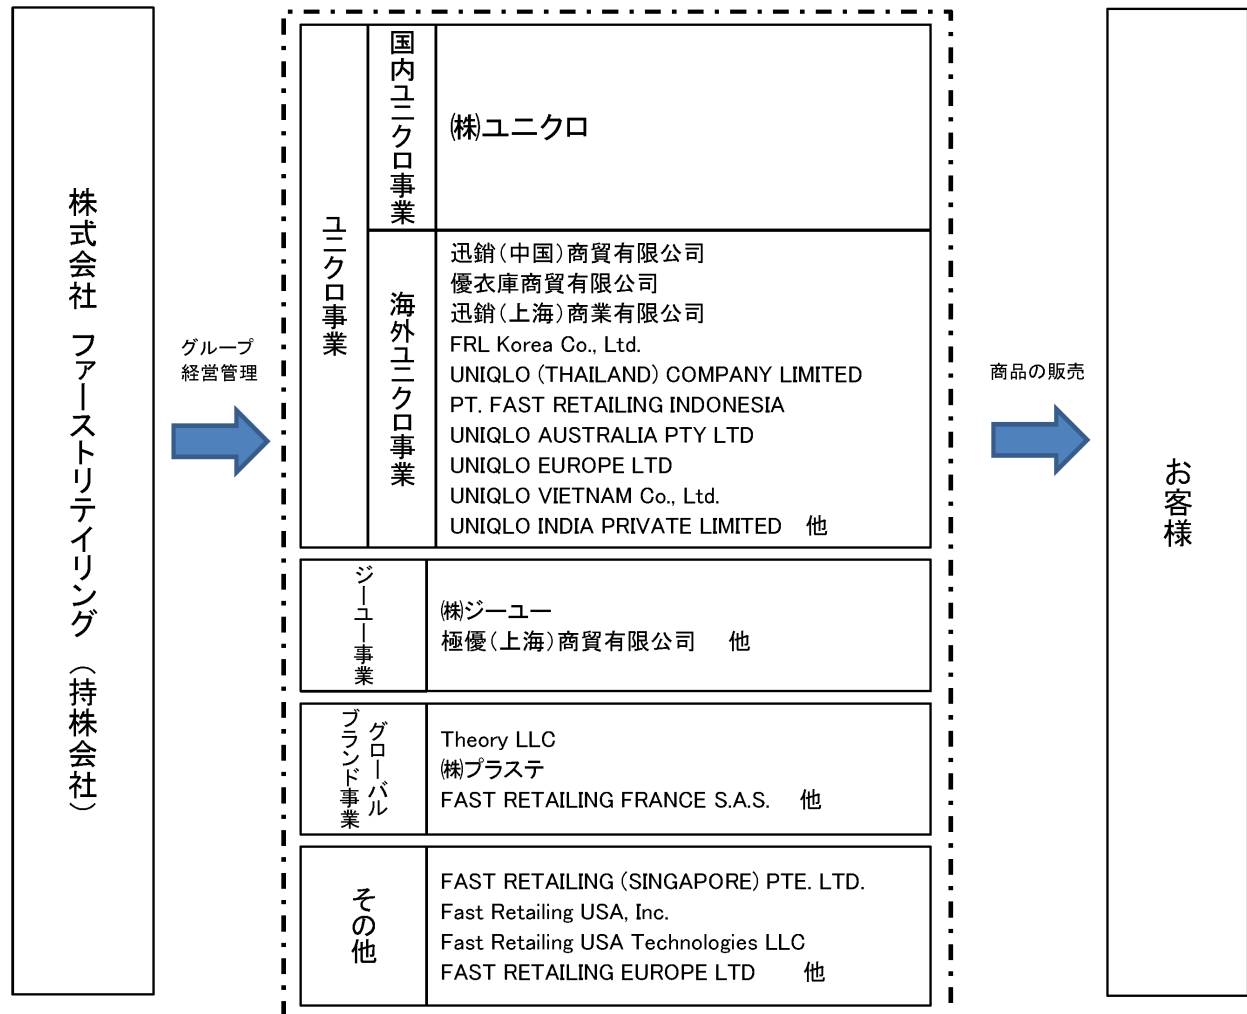 株式会社 ファーストリテイリング (持株会社)
グループ
経営管理
ユニクロ事業
国内ユニクロ事業
㈱ユニクロ
海外ユニクロ事業
迅銷(中国)商貿有限公司
優衣庫商貿有限公司
迅銷(上海)商業有限公司
FRL Korea Co., Ltd.
UNIQLO (THAILAND) COMPANY LIMITED
PT. FAST RETAILING INDONESIA
UNIQLO AUSTRALIA PTY LTD
UNIQLO EUROPE LTD
UNIQLO VIETNAM Co., Ltd.
UNIQLO INDIA PRIVATE LIMITED 他
ジーユー事業
㈱ジーユー
極優(上海)商貿有限公司 他
グローバル
ブランド事業
Theory LLC
㈱プラステ
FAST RETAILING FRANCE S.A.S. 他
その他
FAST RETAILING (SINGAPORE) PTE. LTD.
Fast Retailing USA, Inc.
Fast Retailing USA Technologies LLC
FAST RETAILING EUROPE LTD 他
商品の販売
お客様